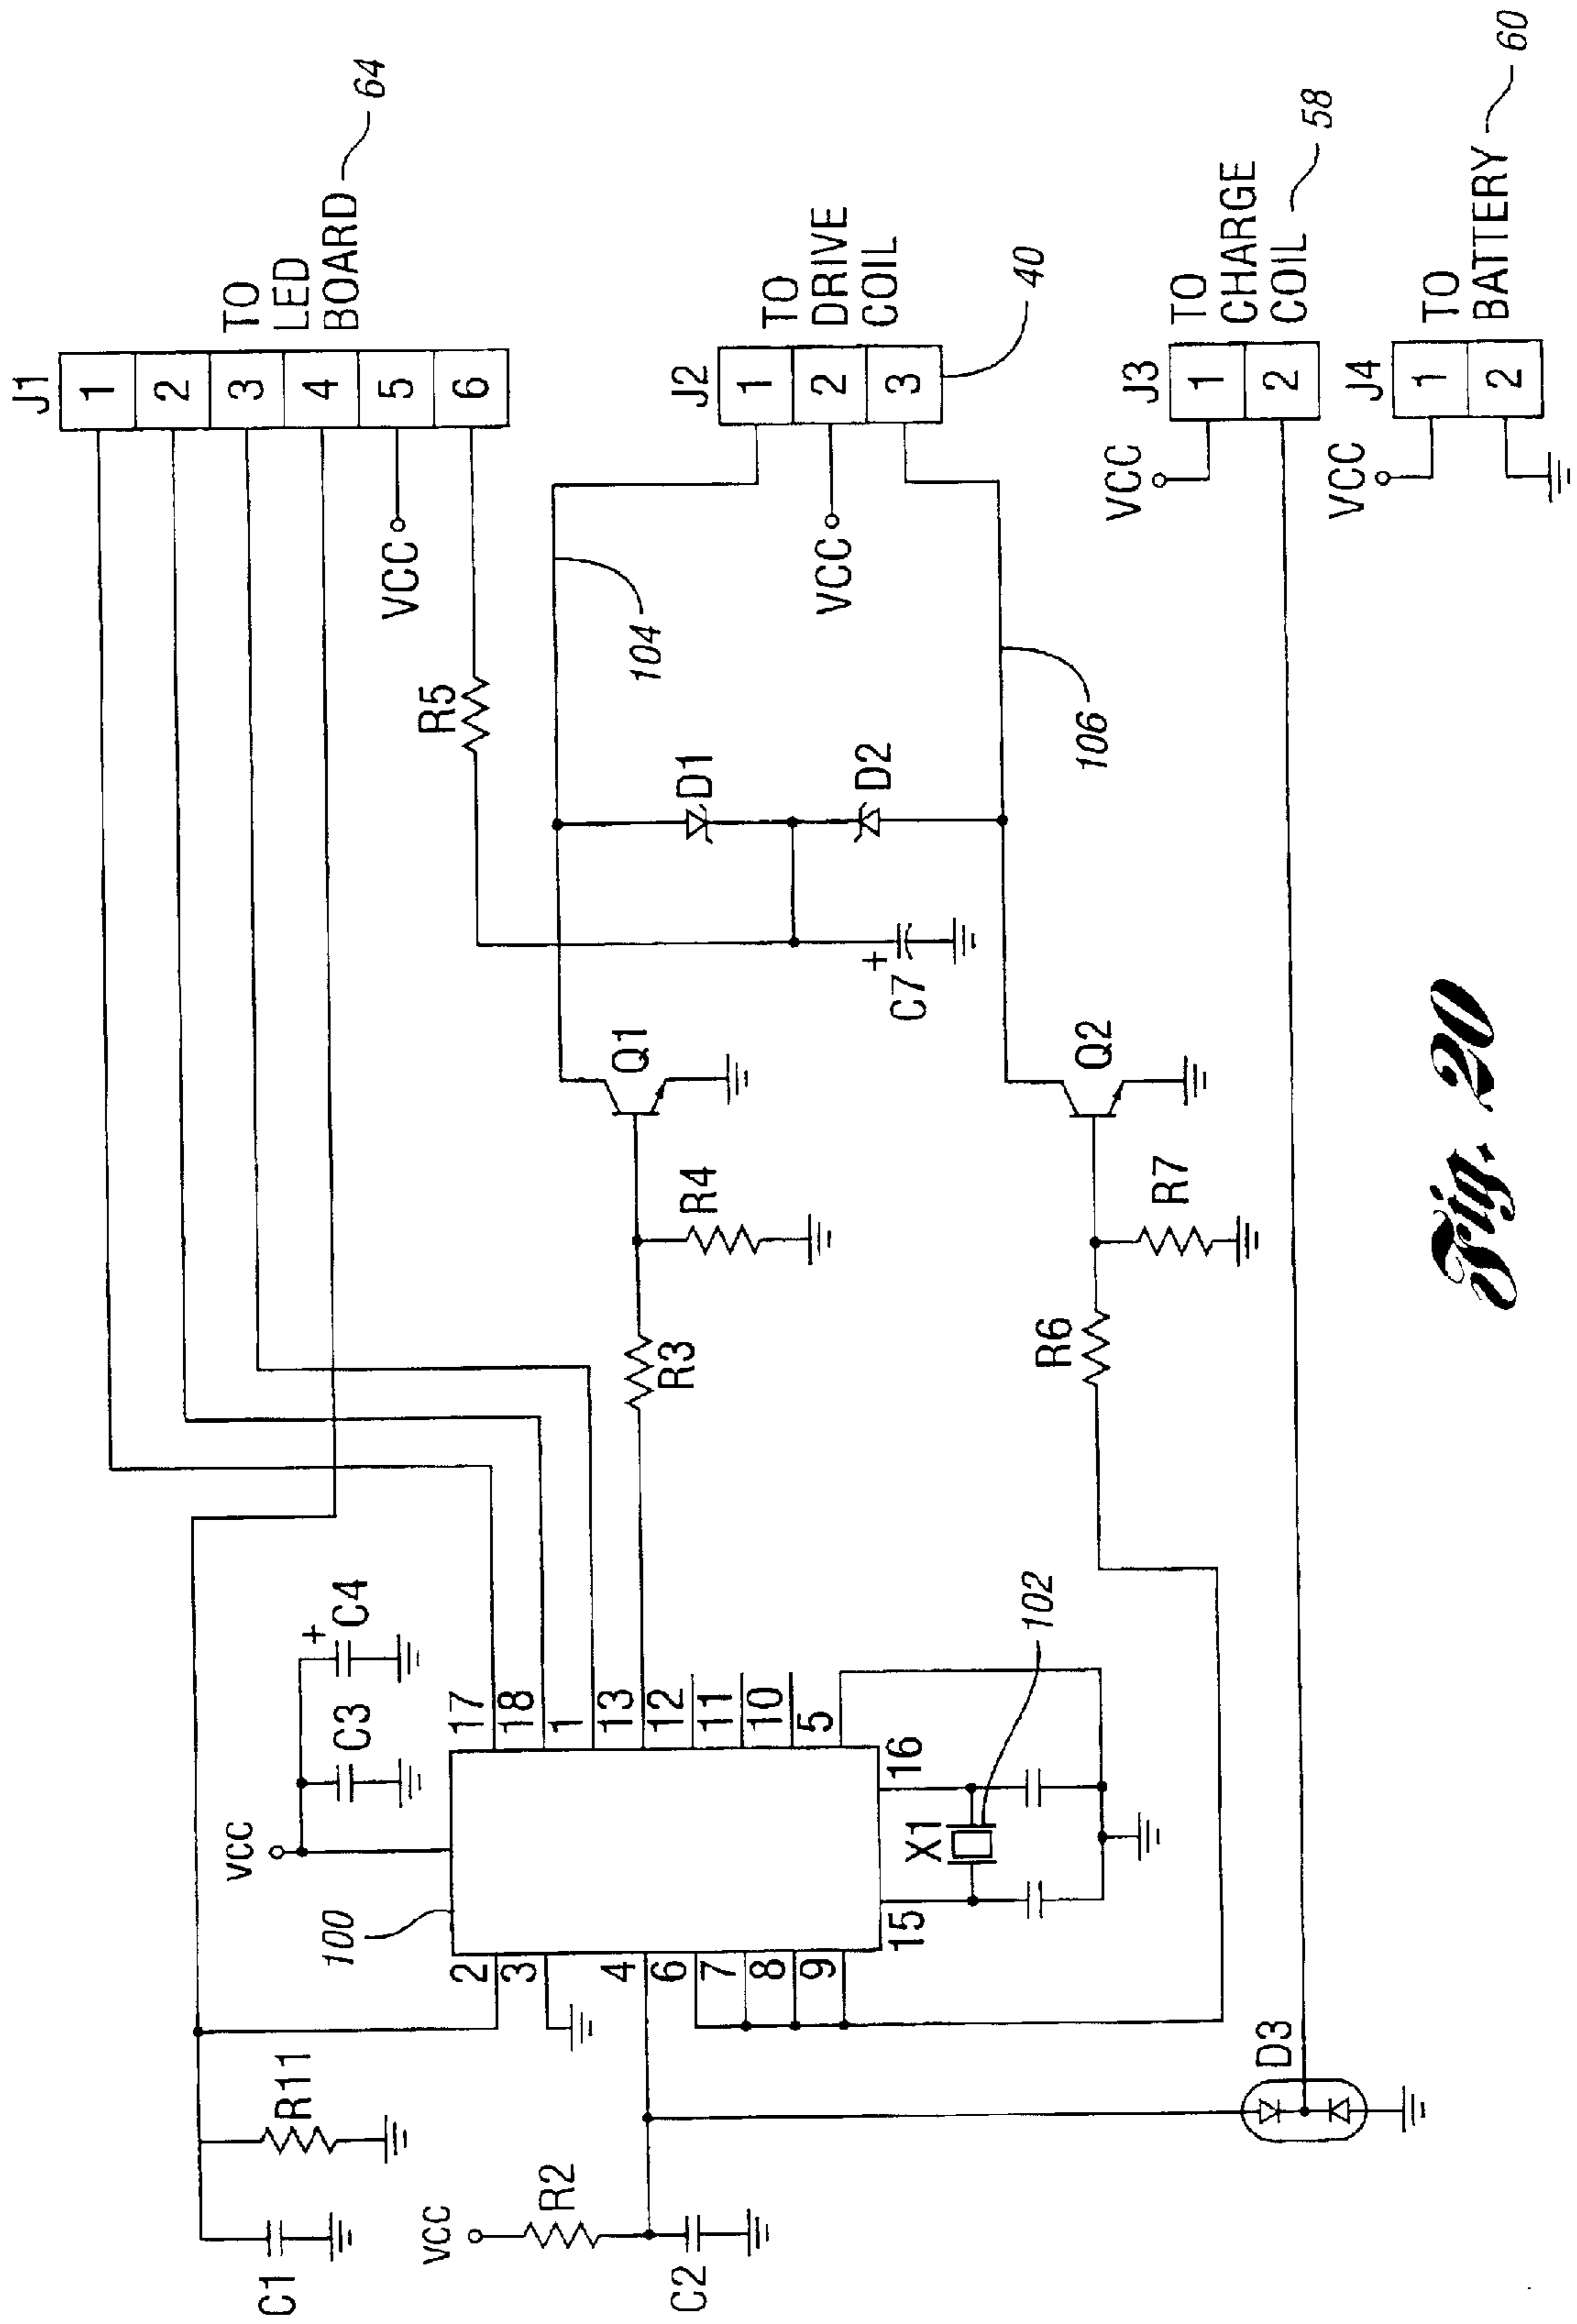 J1
1
2
3
4
5
6
TO
LED
BOARD
64
VCC
R5
104
J2
1
2
3
TO
DRIVE
COIL
40
VCC
106
D1
D2
C7
+
Q1
Q2
R4
R3
R7
R6
J3
1
2
TO
CHARGE
COIL
58
VCC
J4
1
2
TO
BATTERY
60
VCC
VCC
C3
C4
+
100
17
18
1
13
12
11
10
5
16
15
2
3
4
6
7
8
9
X1
102
R11
C1
VCC
R2
C2
D3
Fig. 20